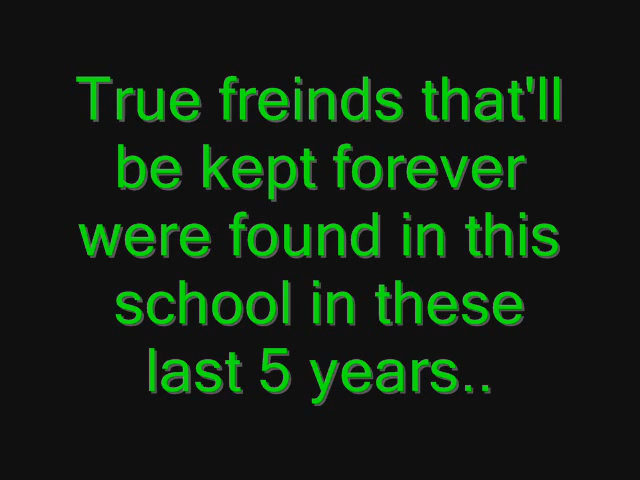 True freinds that'll
be kept forever
were found in this
school in these
last 5 years..